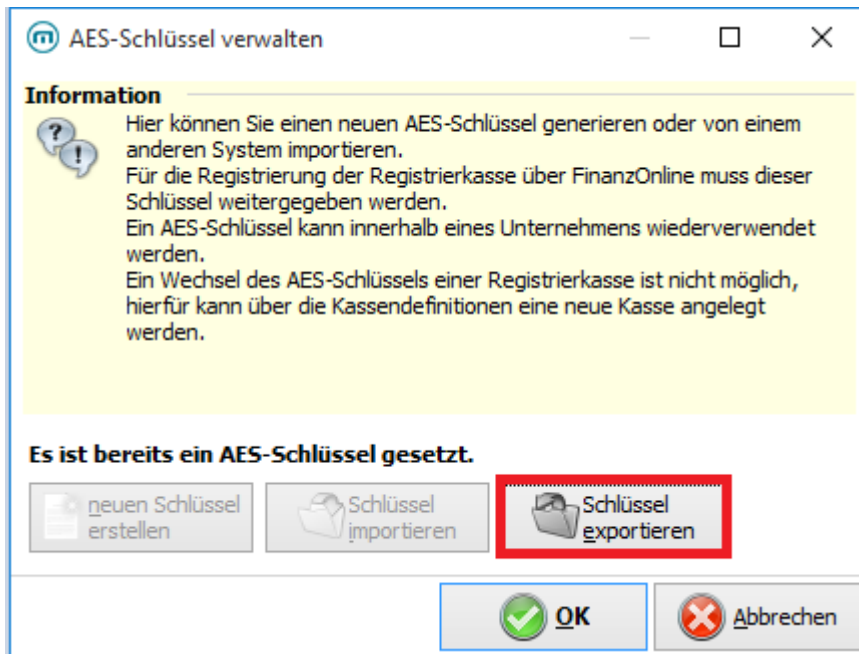 AES-Schlüssel verwalten
Information
Hier können Sie einen neuen AES-Schlüssel generieren oder von einem
anderen System importieren.
Für die Registrierung der Registrierkasse über FinanzOnline muss dieser
Schlüssel weitergegeben werden.
Ein AES-Schlüssel kann innerhalb eines Unternehmens wiederverwendet
werden.
Ein Wechsel des AES-Schlüssels einer Registrierkasse ist nicht möglich,
hierfür kann über die Kassendefinitionen eine neue Kasse angelegt
werden.
Es ist bereits ein AES-Schlüssel gesetzt.
neuen Schlüssel
erstellen
Schlüssel
importieren
Schlüssel
exportieren
OK
Abbrechen